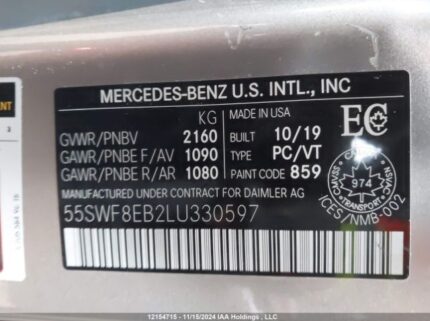 MERCEDES-BENZ U.S. INTL., INC
KG MADE IN USA
GVWR/PNBV 2160 BUILT 10/19
GAWR/PNBE F/AV 1090 TYPE PC/VT
GAWR/PNBE R/AR 1080 PAINT CODE 859
MANUFACTURED FOR DAIMLER AG
55SWF8EB2LU330597
EC
974
ICES/NMB-002
12154715 - 11/15/2024 IAA Holdings , LLC